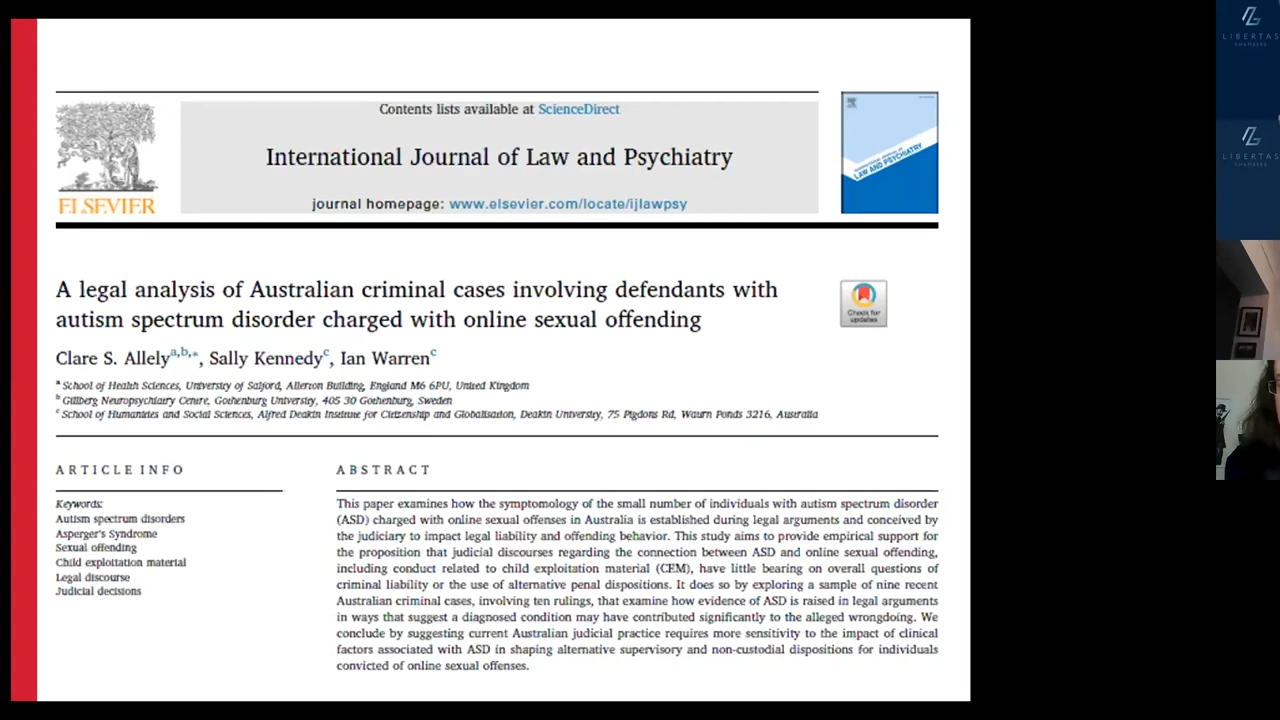 Contents lists available at ScienceDirect
International Journal of Law and Psychiatry
journal homepage: www.elsevier.com/locate/ijlawpsy
ELSEVIER
LAW AND PSYCHIATRY
A legal analysis of Australian criminal cases involving defendants with
autism spectrum disorder charged with online sexual offending
Check for
updates
Clare S. Allely a,b,*, Sally Kennedy c, Ian Warren c
a School of Health Sciences, University of Salford, Allerton Building, England M6 6PU, United Kingdom
b Gillberg Neuropsychiatry Centre, Gothenburg University, 405 30 Gothenburg, Sweden
c School of Humanities and Social Sciences, Alfred Deakin Institute for Citizenship and Globalisation, Deakin University, 75 Pigdons Rd, Waurn Ponds 3216, Australia
ARTICLE INFO
Keywords:
Autism spectrum disorders
Asperger's Syndrome
Sexual offending
Child exploitation material
Legal discourse
Judicial decisions
ABSTRACT
This paper examines how the symptomology of the small number of individuals with autism spectrum disorder
(ASD) charged with online sexual offenses in Australia is established during legal arguments and conceived by
the judiciary to impact legal liability and offending behavior. This study aims to provide empirical support for
the proposition that judicial discourses regarding the connection between ASD and online sexual offending,
including conduct related to child exploitation material (CEM), have little bearing on overall questions of
criminal liability or the use of alternative penal dispositions. It does so by exploring a sample of nine recent
Australian criminal cases, involving ten rulings, that examine how evidence of ASD is raised in legal arguments
in ways that suggest a diagnosed condition may have contributed significantly to the alleged wrongdoing. We
conclude by suggesting current Australian judicial practice requires more sensitivity to the impact of clinical
factors associated with ASD in shaping alternative supervisory and non-custodial dispositions for individuals
convicted of online sexual offenses.
LIBERTAS
CHAMBERS
LIBERTAS
CHAMBERS